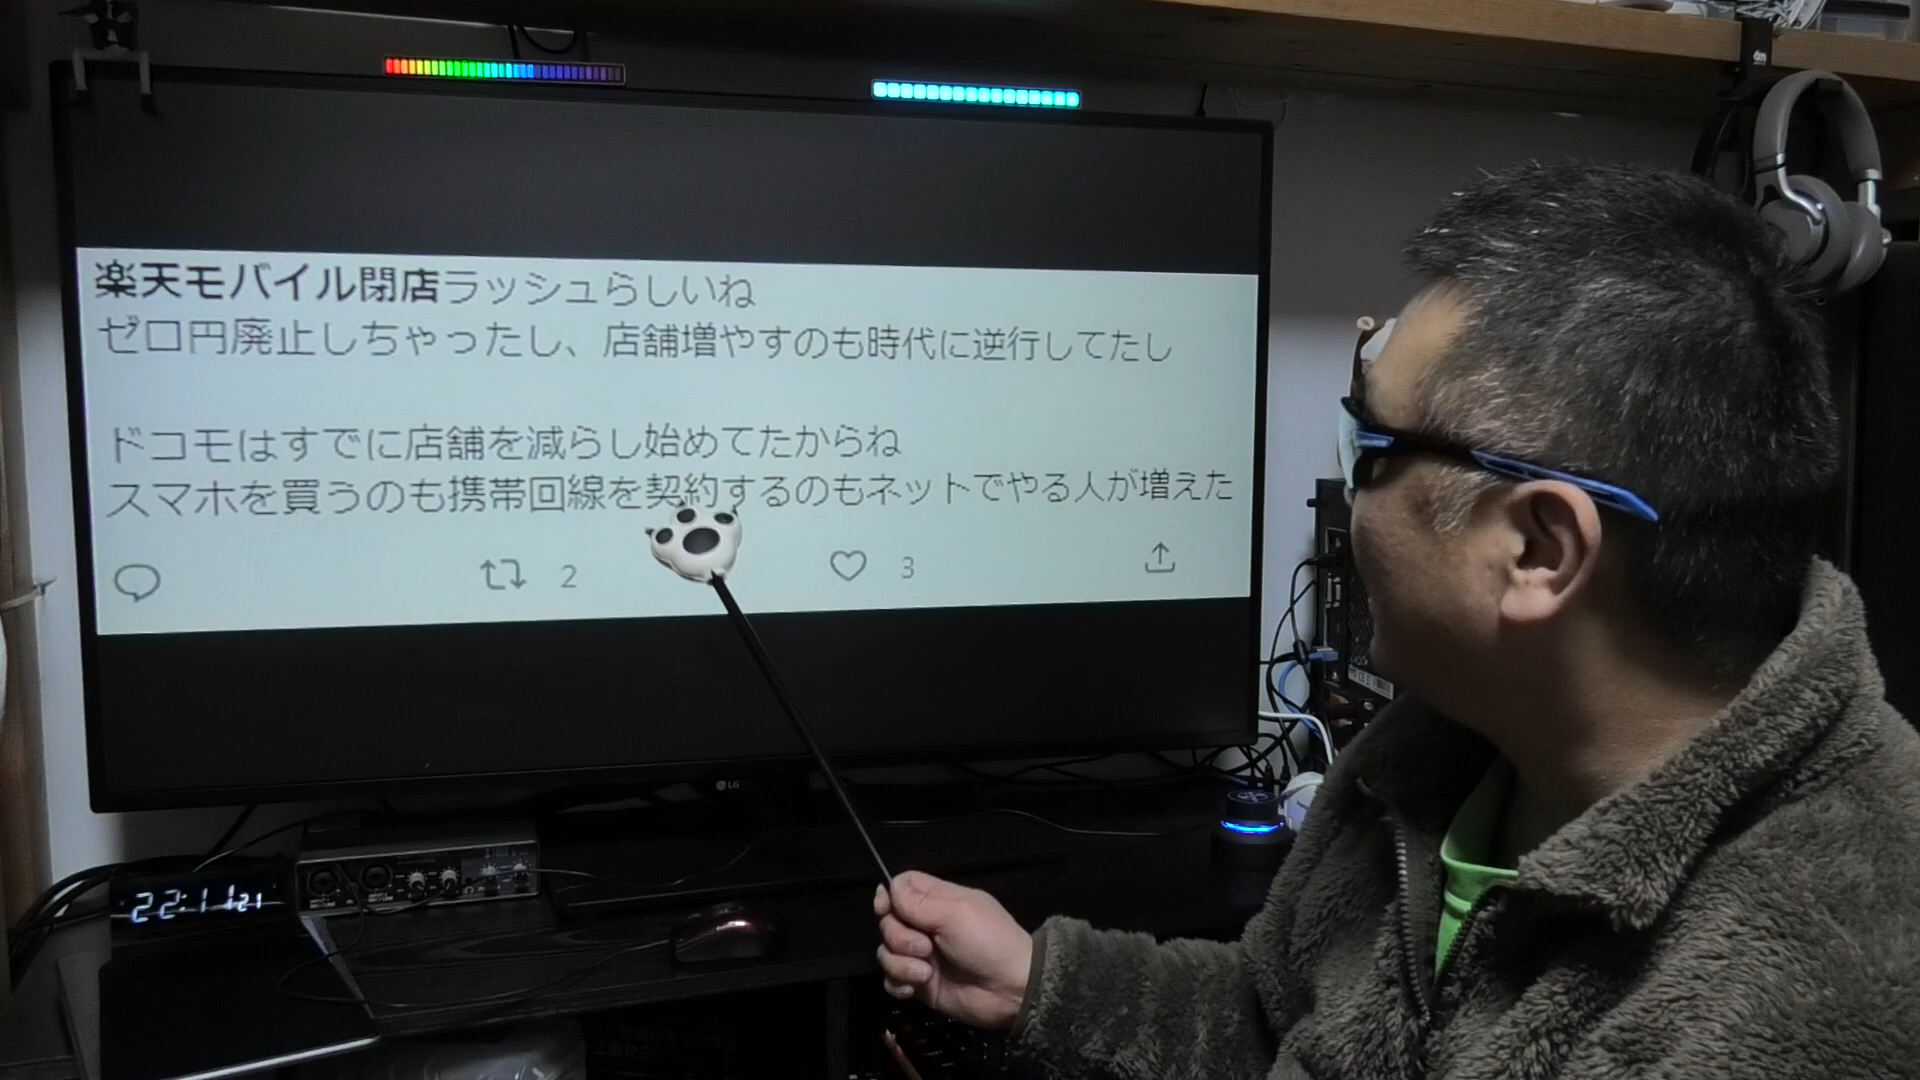 楽天モバイル閉店ラッシュらしいね
ゼロ円廃止しちゃったし、店舗増やすのも時代に逆行してたし
ドコモはすでに店舗を減らし始めてたからね
スマホを買うのも携帯回線を契約するのもネットでやる人が増えた
2
3
LG
22:11 21